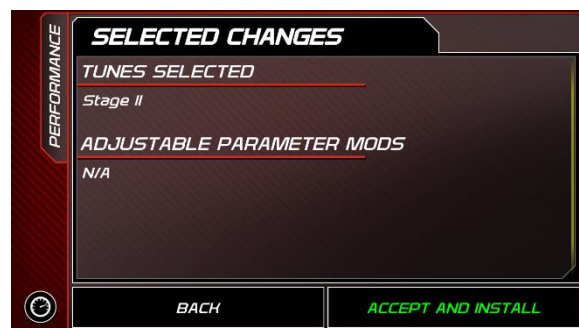 PERFORMANCE
SELECTED CHANGES
TUNES SELECTED
Stage II
ADJUSTABLE PARAMETER MODS
N/A
BACK
ACCEPT AND INSTALL